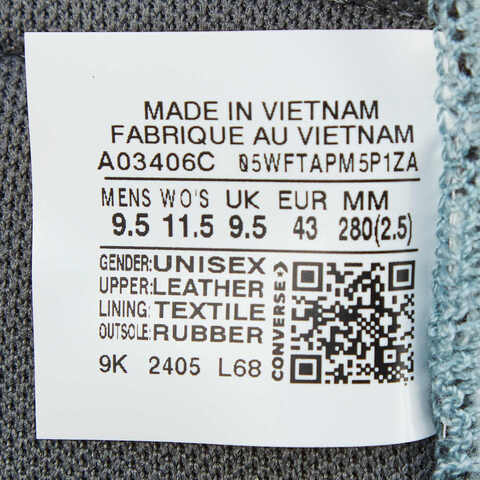 MADE IN VIETNAM
FABRIQUE AU VIETNAM
A03406C 05WFTAPM5P1ZA
MENS WO'S UK EUR MM
9.5 11.5 9.5 43 280(2.5)
GENDER:UNISEX
UPPER:LEATHER
LINING:TEXTILE
OUTSOLE:RUBBER
CONVERSE
9K 2405 L68